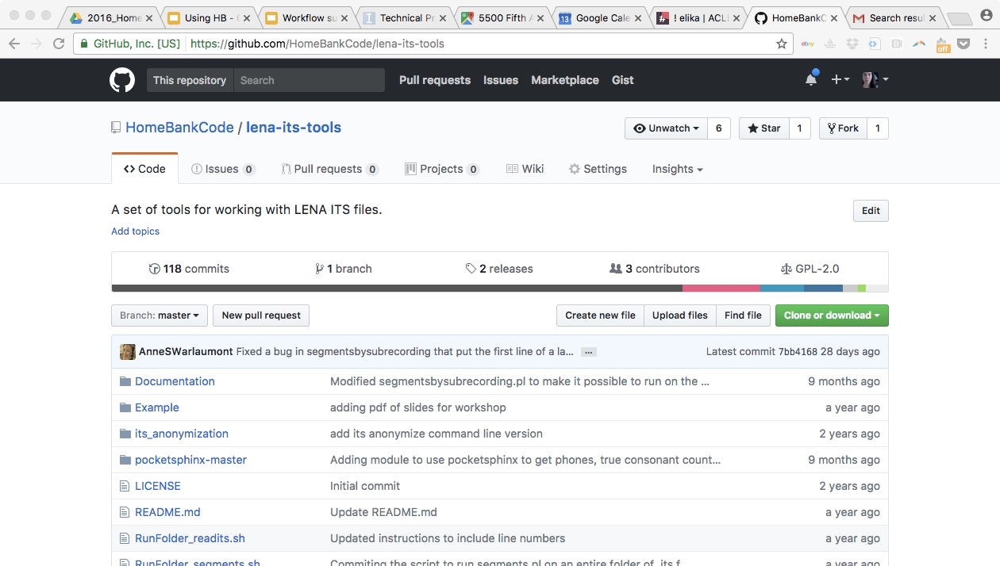 2016_Home
Using HB - 
Workflow su
Technical Pr
5500 Fifth
13 Google Cale
! elika | ACL
HomeBankC
Search resu
GitHub, Inc. [US] https://github.com/HomeBankCode/lena-its-tools
ebay
off
This repository Search Pull requests Issues Marketplace Gist
HomeBankCode / lena-its-tools
Unwatch 6 Star 1 Fork 1
Code Issues 0 Pull requests 0 Projects 0 Wiki Settings Insights
A set of tools for working with LENA ITS files. Edit
Add topics
118 commits 1 branch 2 releases 3 contributors GPL-2.0
Branch: master New pull request Create new file Upload files Find file Clone or download
AnneSWarlaumont Fixed a bug in segmentsbysubrecording that put the first line of a la… ... Latest commit 7bb4168 28 days ago
Documentation Modified segmentsbysubrecording.pl to make it possible to run on the … 9 months ago
Example adding pdf of slides for workshop a year ago
its_anonymization add its anonymize command line version 2 years ago
pocketsphinx-master Adding module to use pocketsphinx to get phones, true consonant count… 9 months ago
LICENSE Initial commit 2 years ago
README.md Update README.md a year ago
RunFolder_readits.sh Updated instructions to include line numbers a year ago
RunFolder_segments.sh Commiting the script to run segments.pl on an entire folder of .its f… a year ago